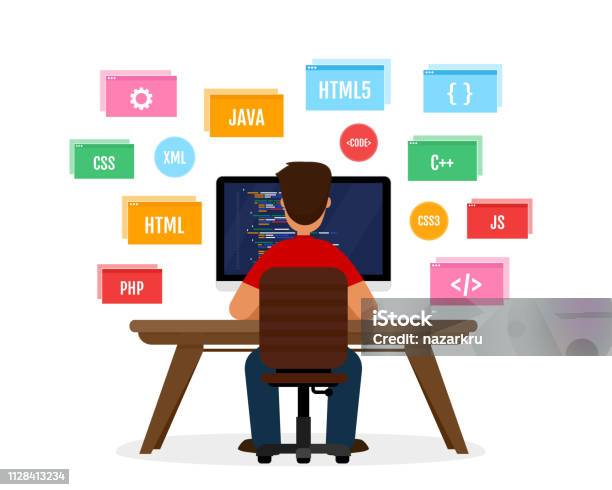 HTML5
{ }
JAVA
<CODE>
CSS
XML
C++
HTML
CSS3
JS
PHP
</>
iStock
Credit: nazarkru
1128413234